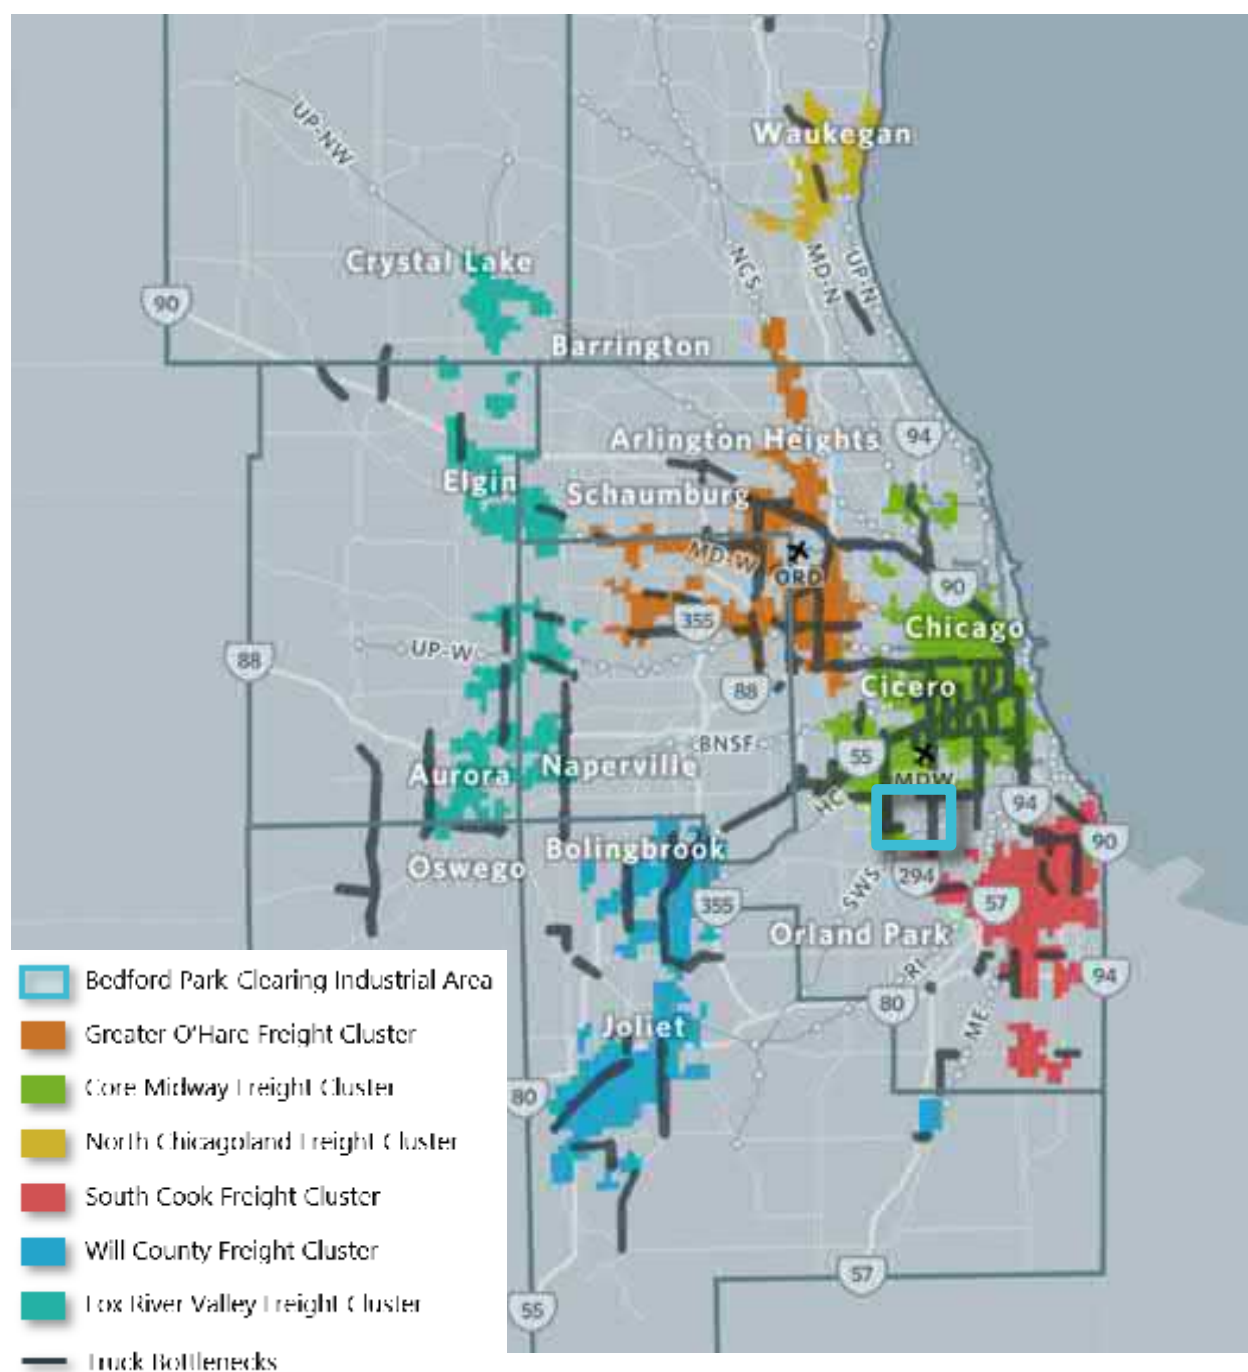 Waukegan
UP-NW
Crystal Lake
NCS
MD-N
UP-N
90
Barrington
Arlington Heights
94
Elgin
Schaumburg
MD-W
ORD
90
355
Chicago
UP-W
88
88
Cicero
BNSF
55
MDW
Aurora
Naperville
HC
94
90
Oswego
Bolingbrook
SWS
294
57
355
Orland Park
RI
94
80
Joliet
ME
80
57
55
Bedford Park Clearing Industrial Area
Greater O'Hare Freight Cluster
Core Midway Freight Cluster
North Chicagoland Freight Cluster
South Cook Freight Cluster
Will County Freight Cluster
Fox River Valley Freight Cluster
Truck Bottlenecks